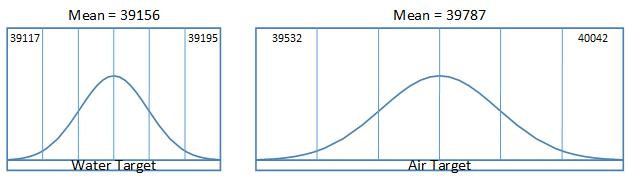 Mean = 39156
39117
39195
Water Target
Mean = 39787
39532
40042
Air Target